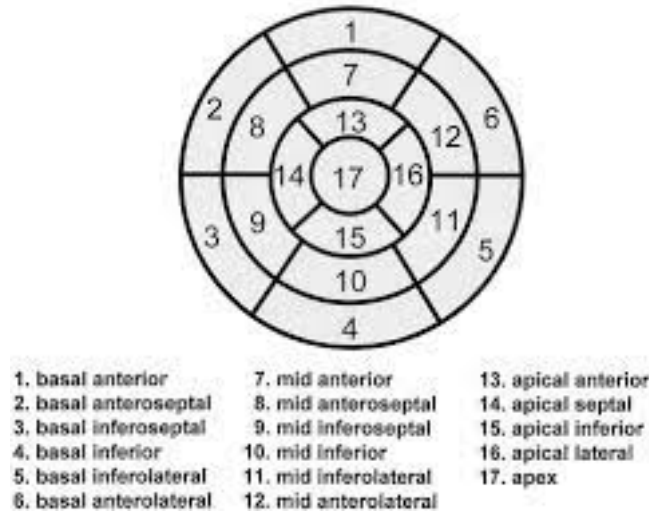 1
7
2
6
8
13
12
14
17
16
3
9
15
11
5
10
4
1. basal anterior
2. basal anteroseptal
3. basal inferoseptal
4. basal inferior
5. basal inferolateral
6. basal anterolateral
7. mid anterior
8. mid anteroseptal
9. mid inferoseptal
10. mid inferior
11. mid inferolateral
12. mid anterolateral
13. apical anterior
14. apical septal
15. apical inferior
16. apical lateral
17. apex